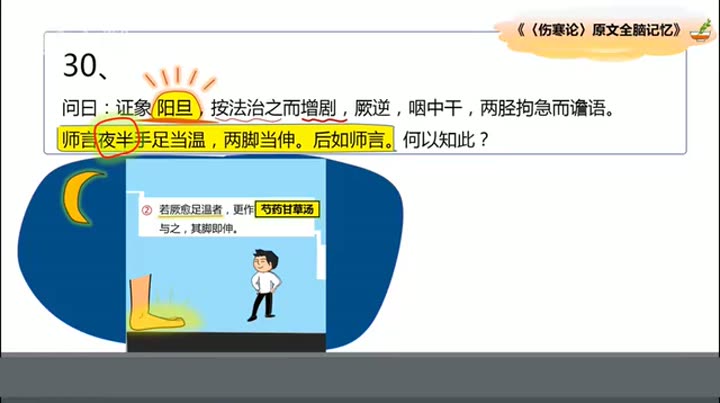 《〈伤寒论〉原文全脑记忆》
30、
问曰：证象阳旦，按法治之而增剧，厥逆，咽中干，两胫拘急而谵语。
师言夜半手足当温，两脚当伸。后如师言。何以知此？
② 若厥愈足温者，更作 芍药甘草汤
与之，其脚即伸。